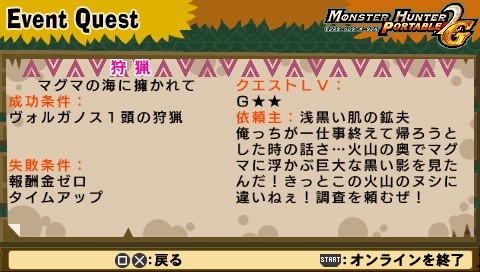 Event Quest
MONSTER HUNTER
PORTABLE 2nd G
狩 猟
マグマの海に擁かれて
成功条件：
ヴォルガノス１頭の狩猟
失敗条件：
報酬金ゼロ
タイムアップ
クエストＬＶ：
Ｇ★★
依頼主：浅黒い肌の鉱夫
俺っちが一仕事終えて帰ろうと
した時の話さ…火山の奥でマグ
マに浮かぶ巨大な黒い影を見た
んだ！きっとこの火山のヌシに
違いねぇ！調査を頼むぜ！
□×:戻る
START:オンラインを終了